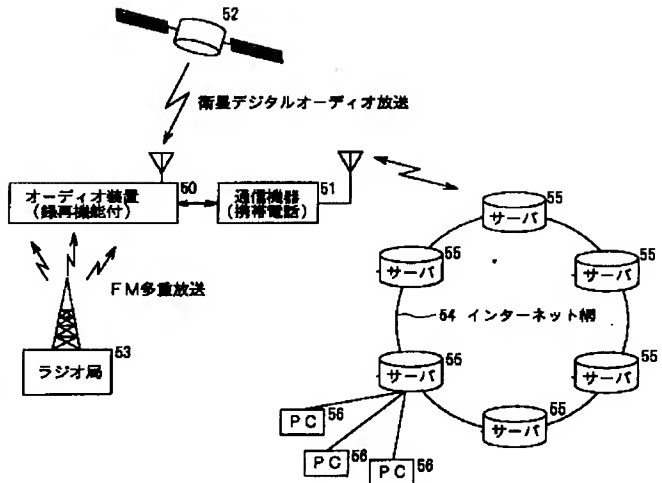 52
衛星デジタルオーディオ放送
オーディオ装置
(録再機能付)
50
通信機器
(携帯電話)
51
FM多重放送
ラジオ局
53
サーバ
55
サーバ
55
サーバ
55
54 インターネット網
サーバ
55
サーバ
55
サーバ
55
PC
56
PC
56
PC
56